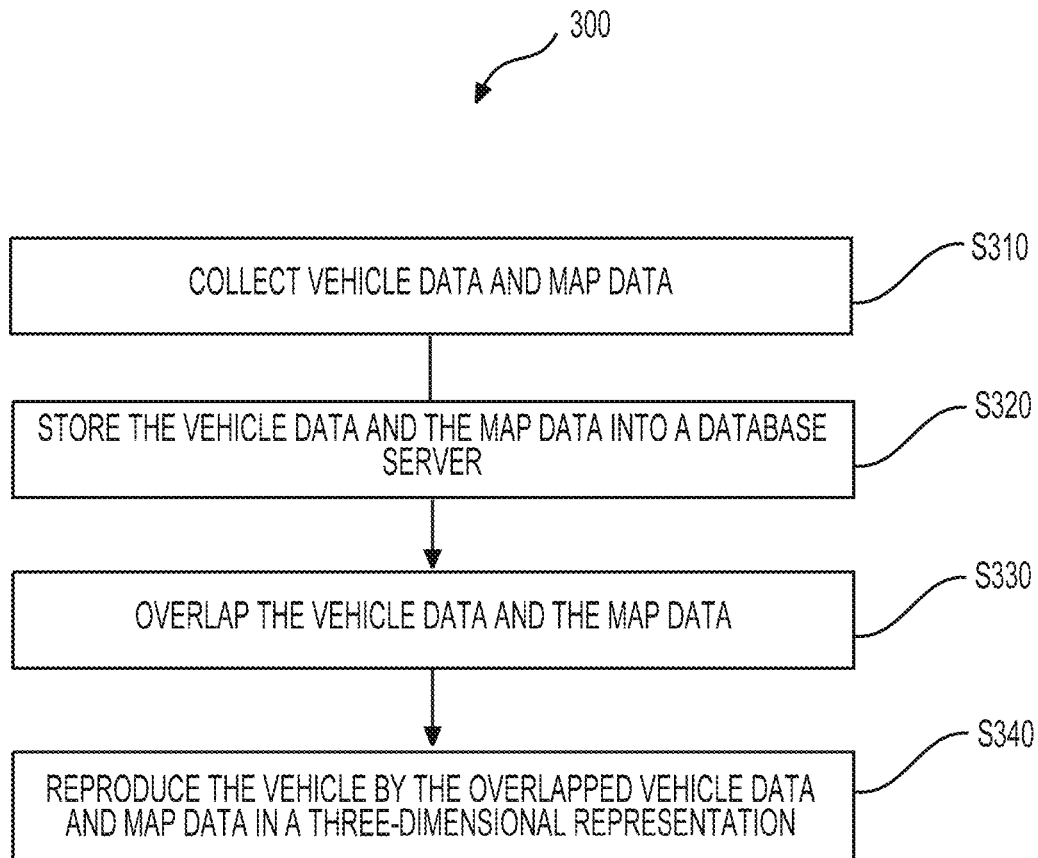 300
COLLECT VEHICLE DATA AND MAP DATA
S310
STORE THE VEHICLE DATA AND THE MAP DATA INTO A DATABASE
SERVER
S320
OVERLAP THE VEHICLE DATA AND THE MAP DATA
S330
REPRODUCE THE VEHICLE BY THE OVERLAPPED VEHICLE DATA
AND MAP DATA IN A THREE-DIMENSIONAL REPRESENTATION
S340